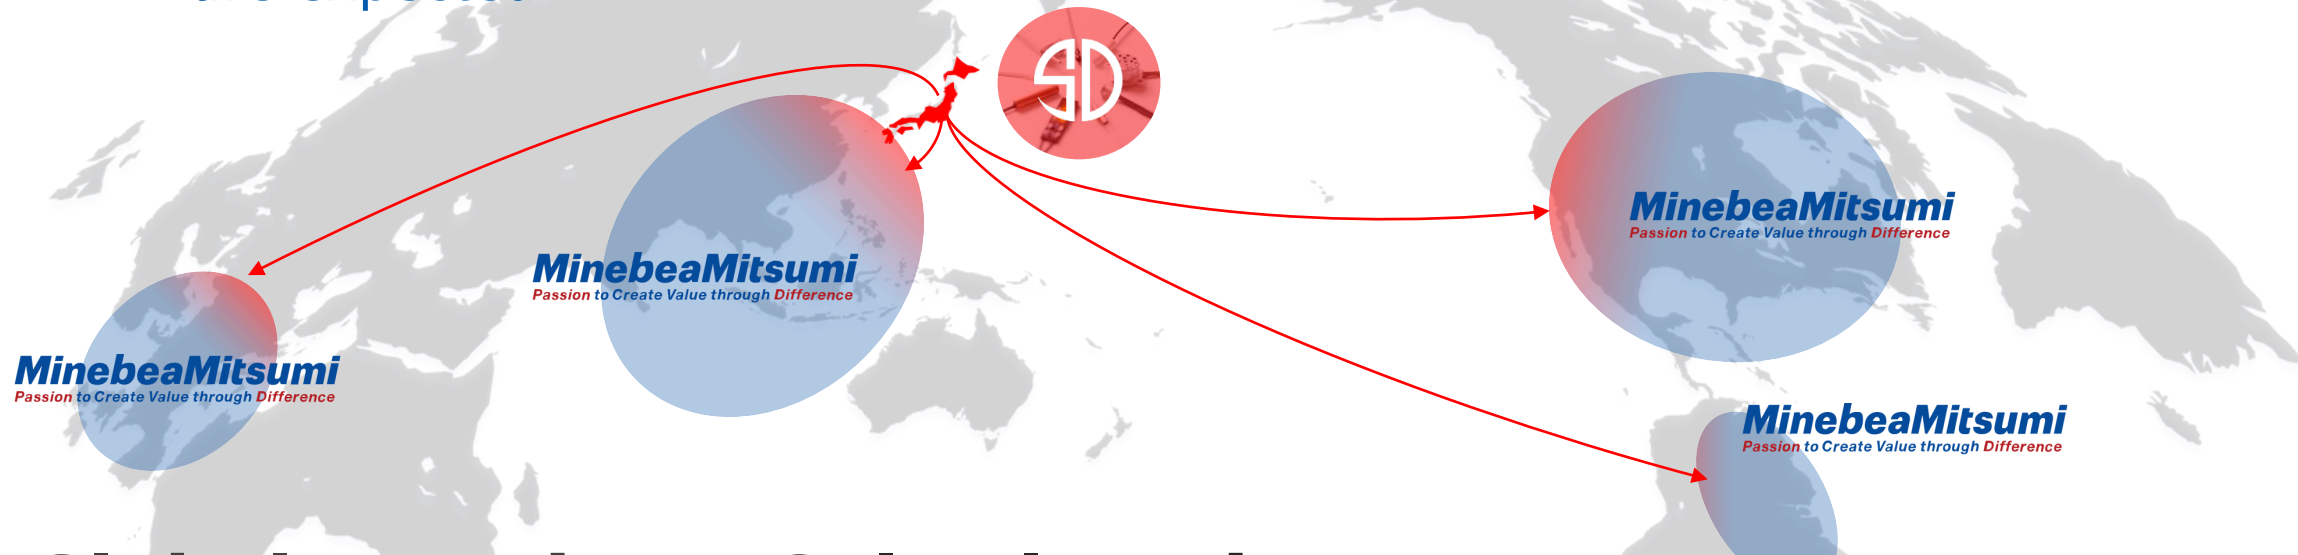 MinebeaMitsumi
Passion to Create Value through Difference
MinebeaMitsumi
Passion to Create Value through Difference
MinebeaMitsumi
Passion to Create Value through Difference
MinebeaMitsumi
Passion to Create Value through Difference